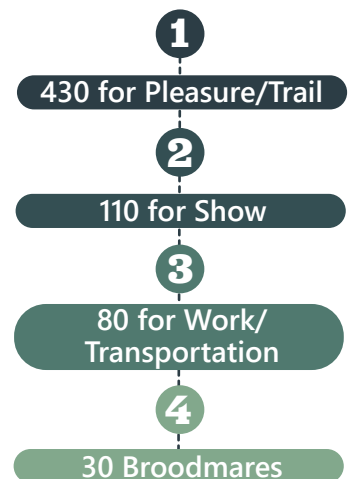 1
430 for Pleasure/Trail
2
110 for Show
3
80 for Work/
Transportation
4
30 Broodmares